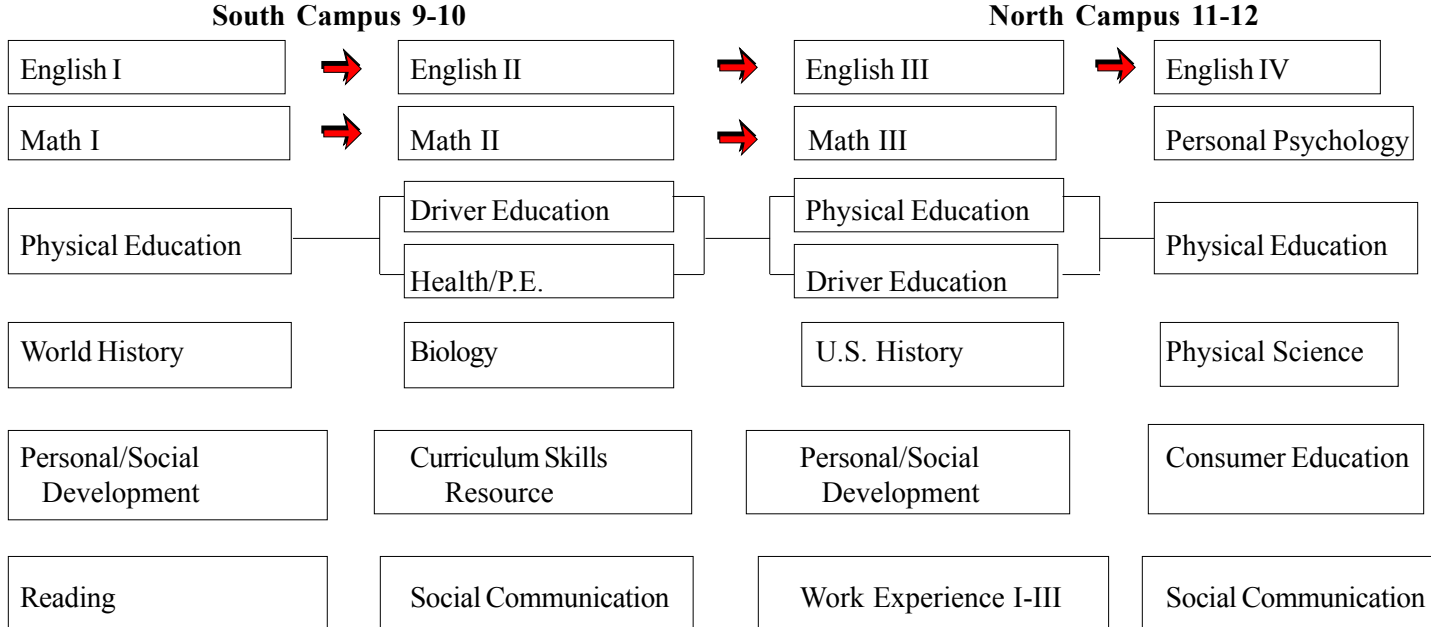 South Campus 9-10
North Campus 11-12
English I
English II
English III
English IV
Math I
Math II
Math III
Personal Psychology
Physical Education
Driver Education
Health/P.E.
Physical Education
Driver Education
Physical Education
World History
Biology
U.S. History
Physical Science
Personal/Social
Development
Curriculum Skills
Resource
Personal/Social
Development
Consumer Education
Reading
Social Communication
Work Experience I-III
Social Communication